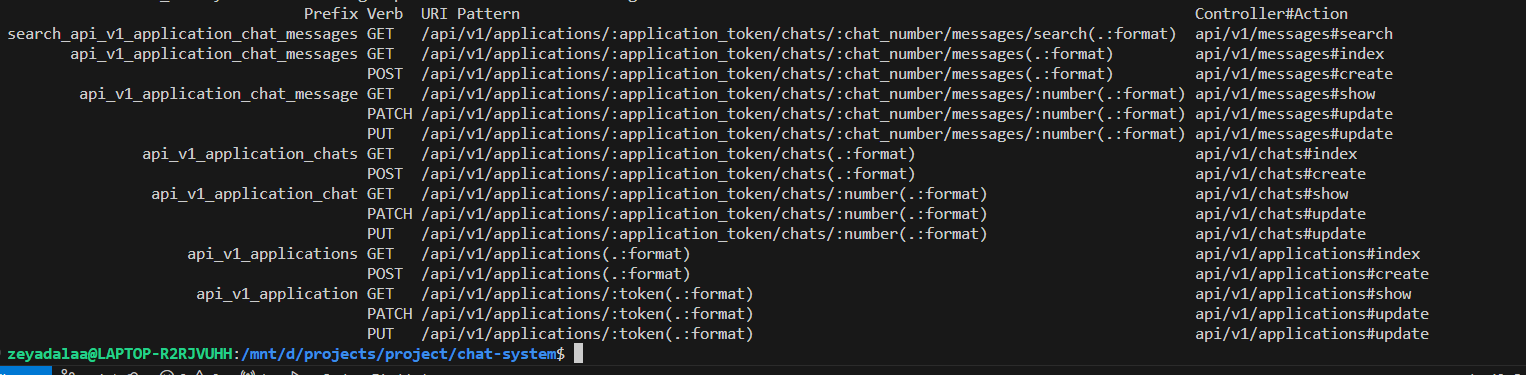 Prefix Verb URI Pattern Controller#Action
search_api_v1_application_chat_messages GET /api/v1/applications/:application_token/chats/:chat_number/messages/search(.:format) api/v1/messages#search
api_v1_application_chat_messages GET /api/v1/applications/:application_token/chats/:chat_number/messages(.:format) api/v1/messages#index
POST /api/v1/applications/:application_token/chats/:chat_number/messages(.:format) api/v1/messages#create
api_v1_application_chat_message GET /api/v1/applications/:application_token/chats/:chat_number/messages/:number(.:format) api/v1/messages#show
PATCH /api/v1/applications/:application_token/chats/:chat_number/messages/:number(.:format) api/v1/messages#update
PUT /api/v1/applications/:application_token/chats/:chat_number/messages/:number(.:format) api/v1/messages#update
api_v1_application_chats GET /api/v1/applications/:application_token/chats(.:format) api/v1/chats#index
POST /api/v1/applications/:application_token/chats(.:format) api/v1/chats#create
api_v1_application_chat GET /api/v1/applications/:application_token/chats/:number(.:format) api/v1/chats#show
PATCH /api/v1/applications/:application_token/chats/:number(.:format) api/v1/chats#update
PUT /api/v1/applications/:application_token/chats/:number(.:format) api/v1/chats#update
api_v1_applications GET /api/v1/applications(.:format) api/v1/applications#index
POST /api/v1/applications(.:format) api/v1/applications#create
api_v1_application GET /api/v1/applications/:token(.:format) api/v1/applications#show
PATCH /api/v1/applications/:token(.:format) api/v1/applications#update
PUT /api/v1/applications/:token(.:format) api/v1/applications#update
zeyadalaa@LAPTOP-R2RJVUHH:/mnt/d/projects/project/chat-system$